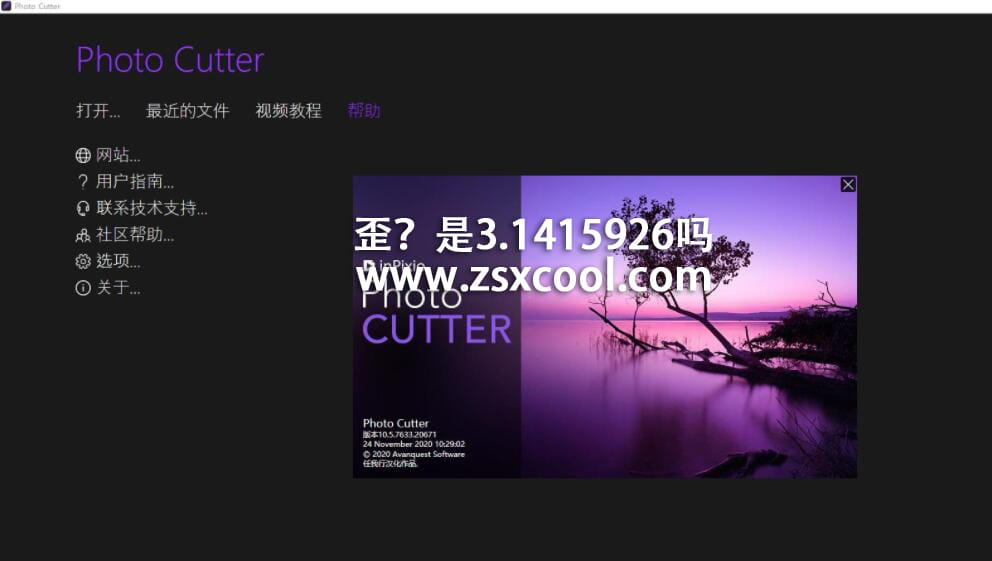 Photo Cutter
Photo Cutter
打开... 最近的文件 视频教程 帮助
网站...
用户指南...
联系技术支持...
社区帮助...
选项...
关于...
歪？是3.1415926吗
inPixio
www.zsxcool.com
Photo
CUTTER
Photo Cutter
版本10.5.7633.20671
24 November 2020 10:29:02
© 2020 Avanquest Software
任我行汉化作品.